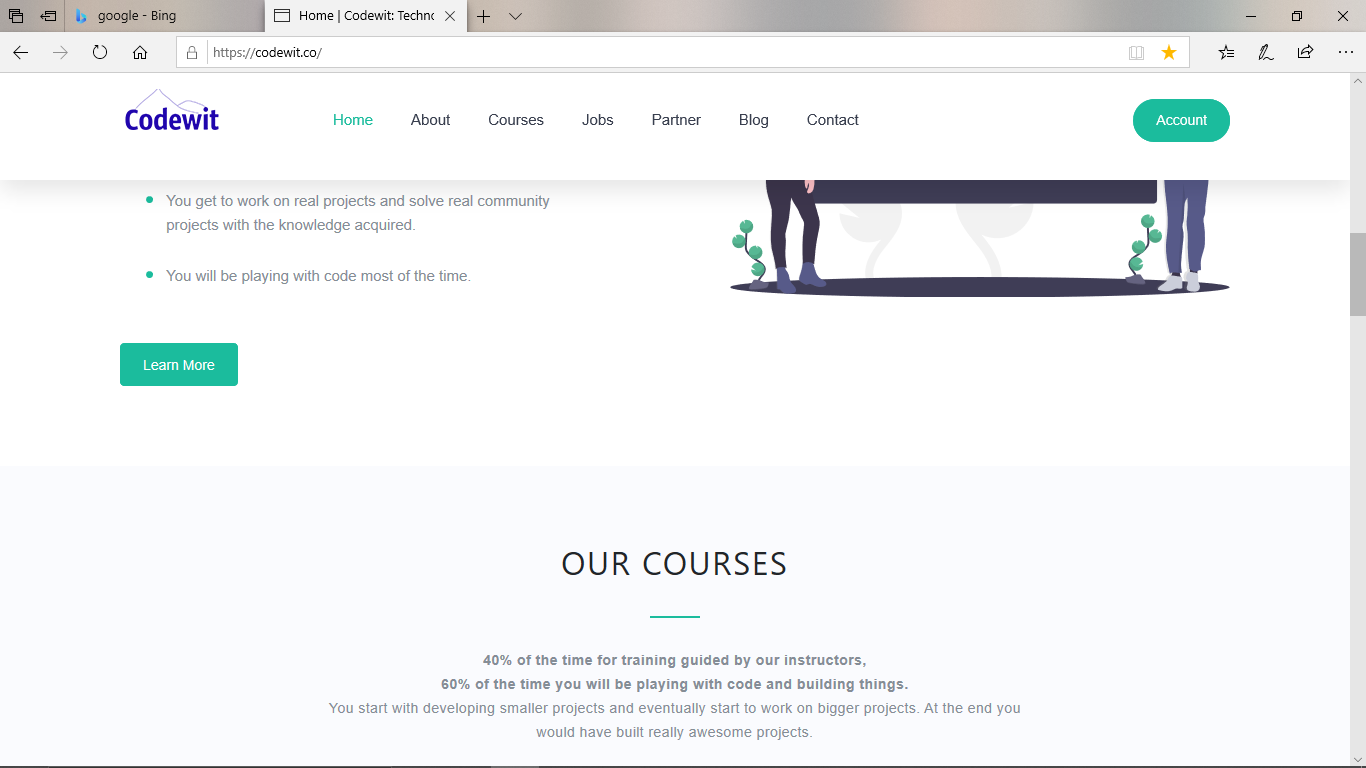 google - Bing
Home | Codewit: Techno
https://codewit.co/
Codewit
Home
About
Courses
Jobs
Partner
Blog
Contact
Account
You get to work on real projects and solve real community
projects with the knowledge acquired.
You will be playing with code most of the time.
Learn More
OUR COURSES
40% of the time for training guided by our instructors,
60% of the time you will be playing with code and building things.
You start with developing smaller projects and eventually start to work on bigger projects. At the end you
would have built really awesome projects.